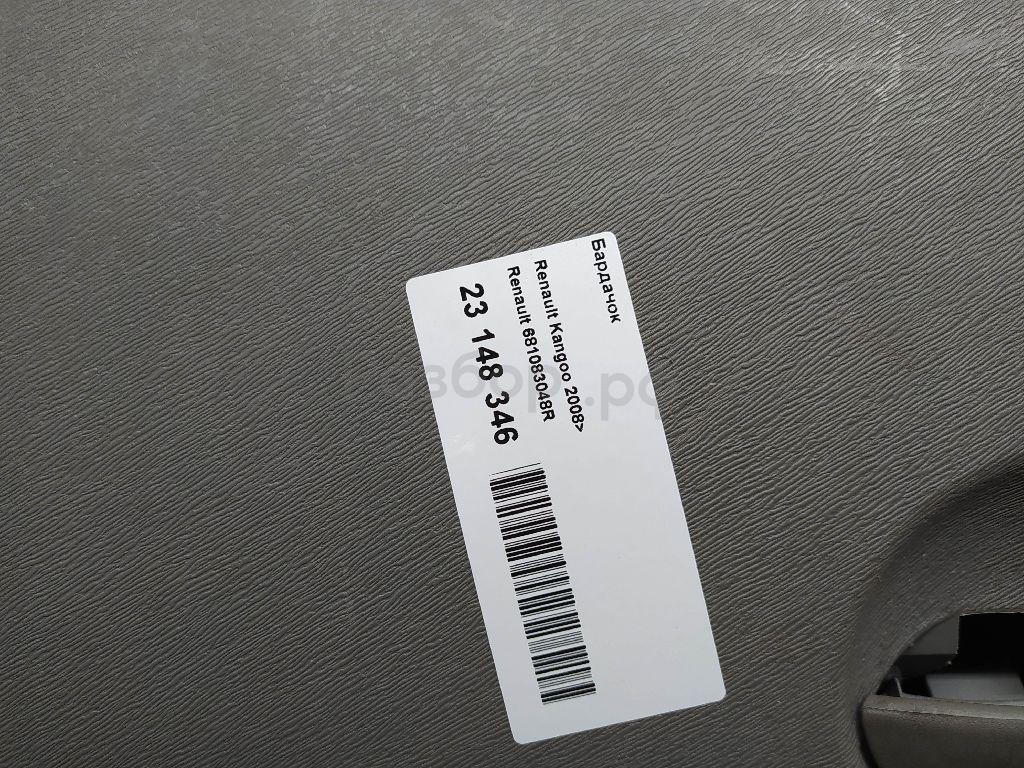 Бардачок
Renault Kangoo 2008>
Renault 681083048R
23 148 346